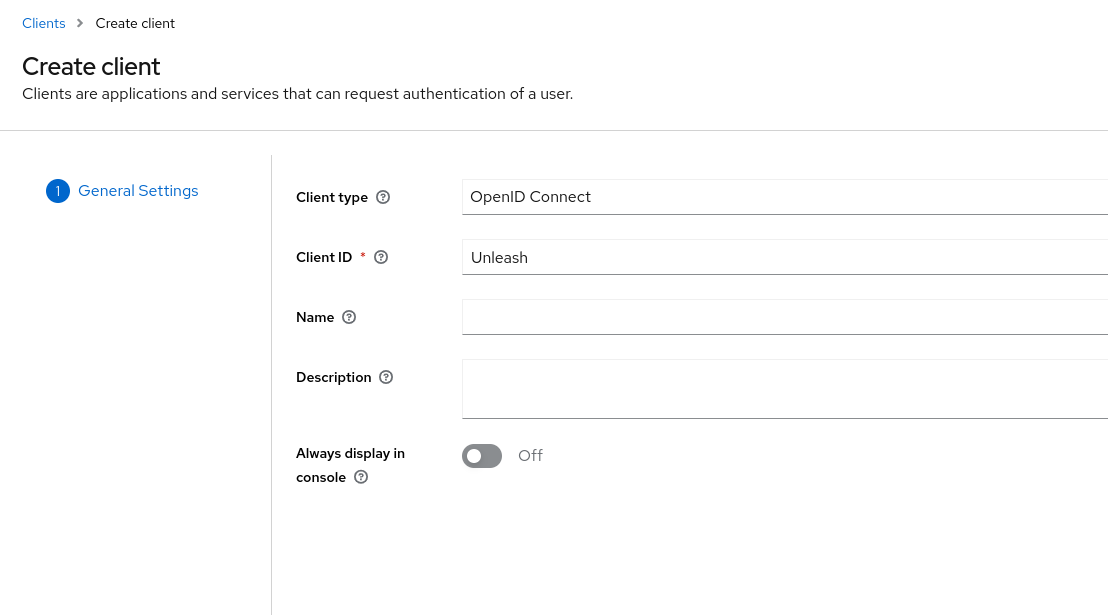 Clients > Create client
Create client
Clients are applications and services that can request authentication of a user.
1 General Settings
Client type ? OpenID Connect
Client ID * ? Unleash
Name ?
Description ?
Always display in
console ? Off